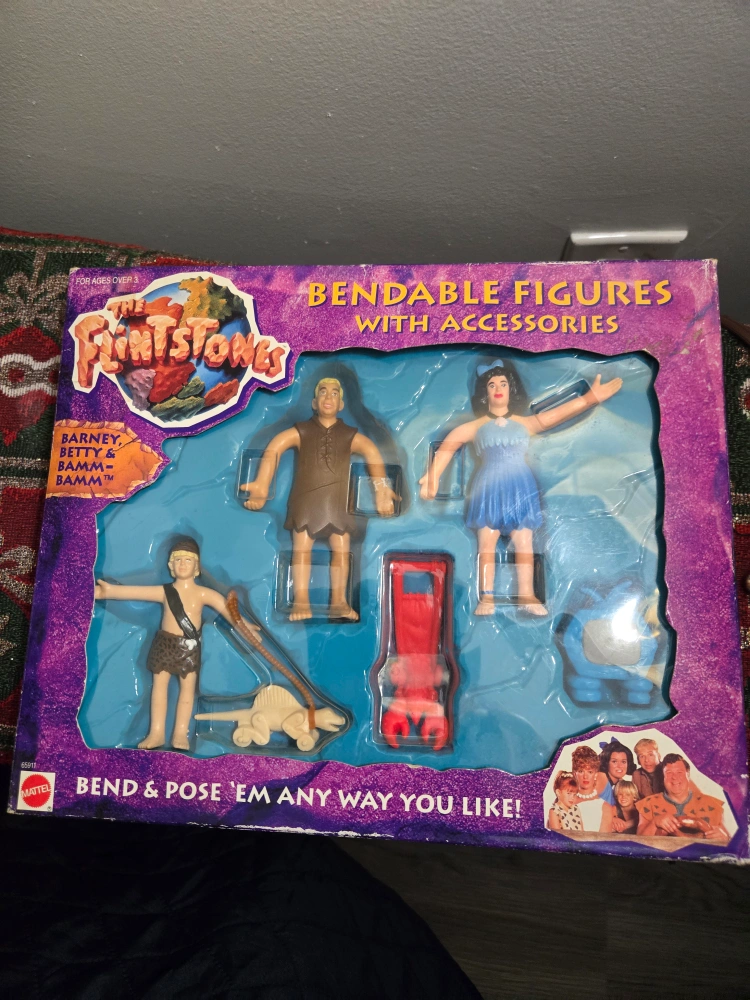 FOR AGES OVER 3
THE
FLINTSTONES
BENDABLE FIGURES
WITH ACCESSORIES
BARNEY,
BETTY &
BAMM-
BAMM™
65917
MATTEL
BEND & POSE 'EM ANY WAY YOU LIKE!